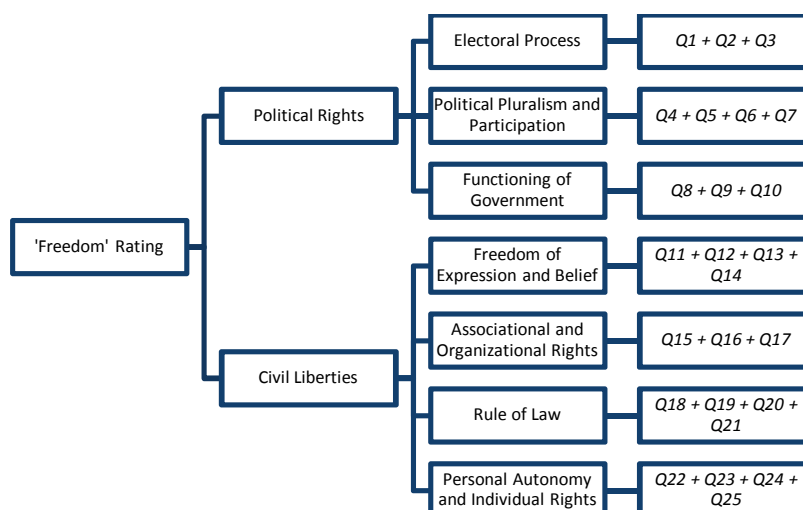 Electoral Process
Q1 + Q2 + Q3
Political Rights
Political Pluralism and
Participation
Q4 + Q5 + Q6 + Q7
Functioning of
Government
Q8 + Q9 + Q10
'Freedom' Rating
Freedom of
Expression and Belief
Q11 + Q12 + Q13 +
Q14
Associational and
Organizational Rights
Q15 + Q16 + Q17
Civil Liberties
Rule of Law
Q18 + Q19 + Q20 +
Q21
Personal Autonomy
and Individual Rights
Q22 + Q23 + Q24 +
Q25